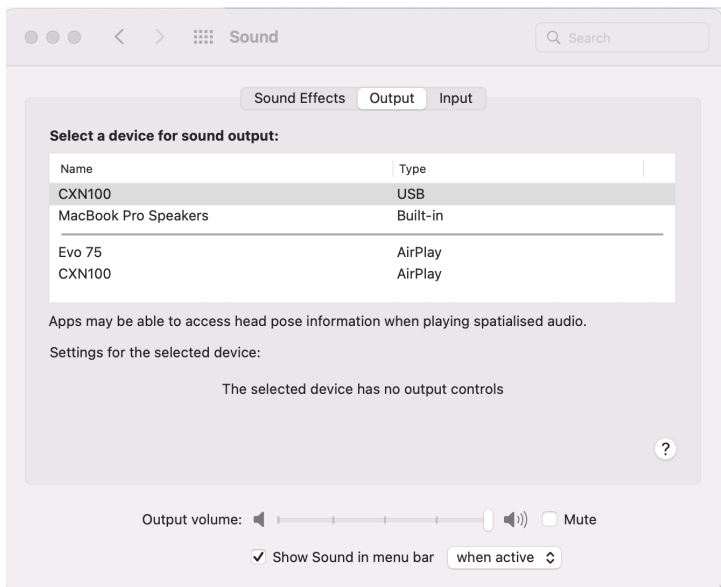 Sound
Search
Sound Effects Output Input
Select a device for sound output:
Name Type
CXN100 USB
MacBook Pro Speakers Built-in
Evo 75 AirPlay
CXN100 AirPlay
Apps may be able to access head pose information when playing spatialised audio.
Settings for the selected device:
The selected device has no output controls
?
Output volume: Mute
Show Sound in menu bar when active